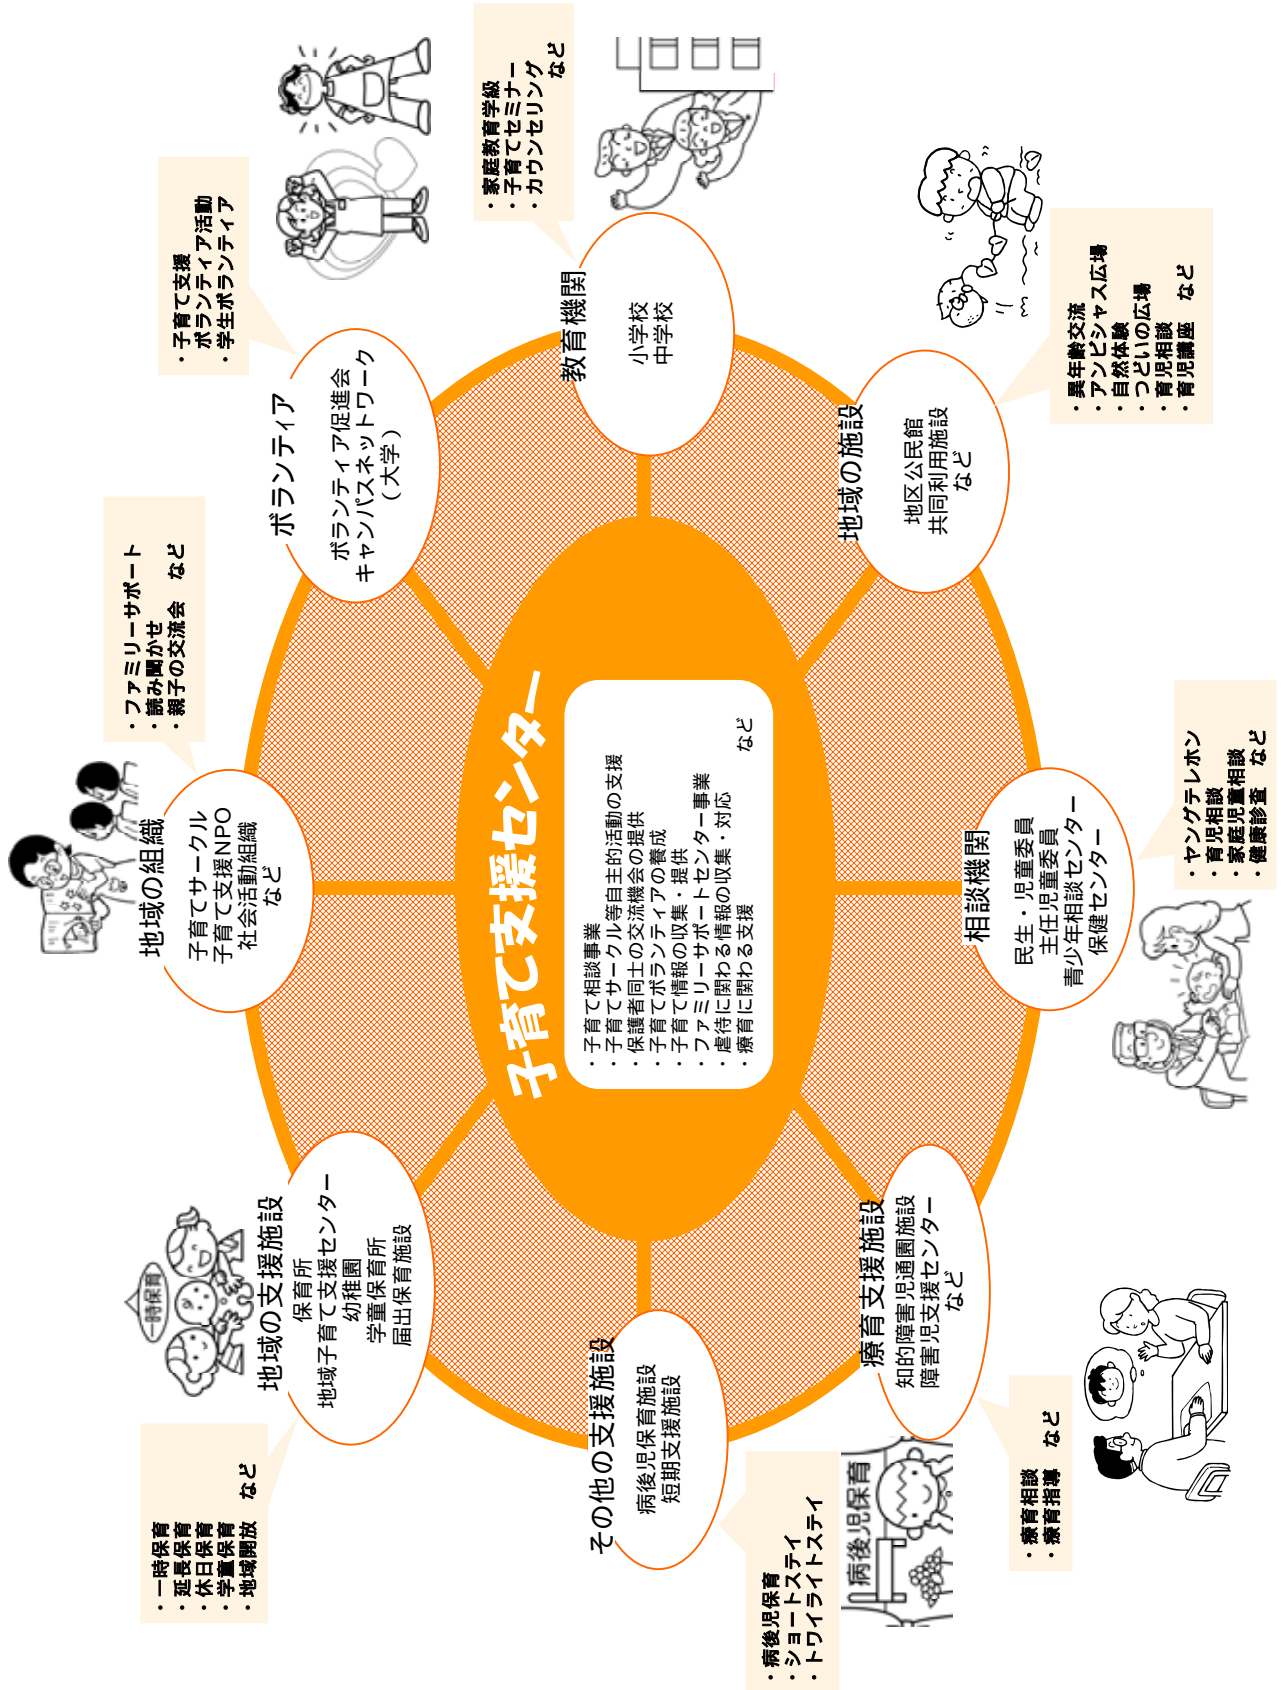 子育て支援センター
・子育て相談事業
・子育てサークル等自主的活動の支援
・保護者同士の交流機会の提供
・子育てボランティアの養成
・子育て情報の収集・提供
・ファミリーサポートセンター事業
・虐待に関わる情報の収集・対応
・療育に関わる支援　など
地域の支援施設
保育所
地域子育て支援センター
幼稚園
学童保育所
届出保育施設
・一時保育
・延長保育
・休日保育
・学童保育
・地域開放　など
一時保育
地域の組織
子育てサークル
子育て支援NPO
社会活動組織
など
・ファミリーサポート
・読み聞かせ
・親子の交流会　など
ボランティア
ボランティア促進会
キャンパスネットワーク
（大学）
・子育て支援
ボランティア活動
・学生ボランティア
教育機関
小学校
中学校
・家庭教育学級
・子育てセミナー
・カウンセリング
など
地域の施設
地区公民館
共同利用施設
など
・異年齢交流
・アンビシャス広場
・自然体験
・つどいの広場
・育児相談
・育児講座　など
相談機関
民生・児童委員
主任児童委員
青少年相談センター
保健センター
・ヤングテレホン
・育児相談
・家庭児童相談
・健康診査　など
療育支援施設
知的障害児通園施設
障害児支援センター
など
・療育相談
・療育指導　など
その他の支援施設
病後児保育施設
短期支援施設
・病後児保育
・ショートステイ
・トワイライトステイ
病後児保育